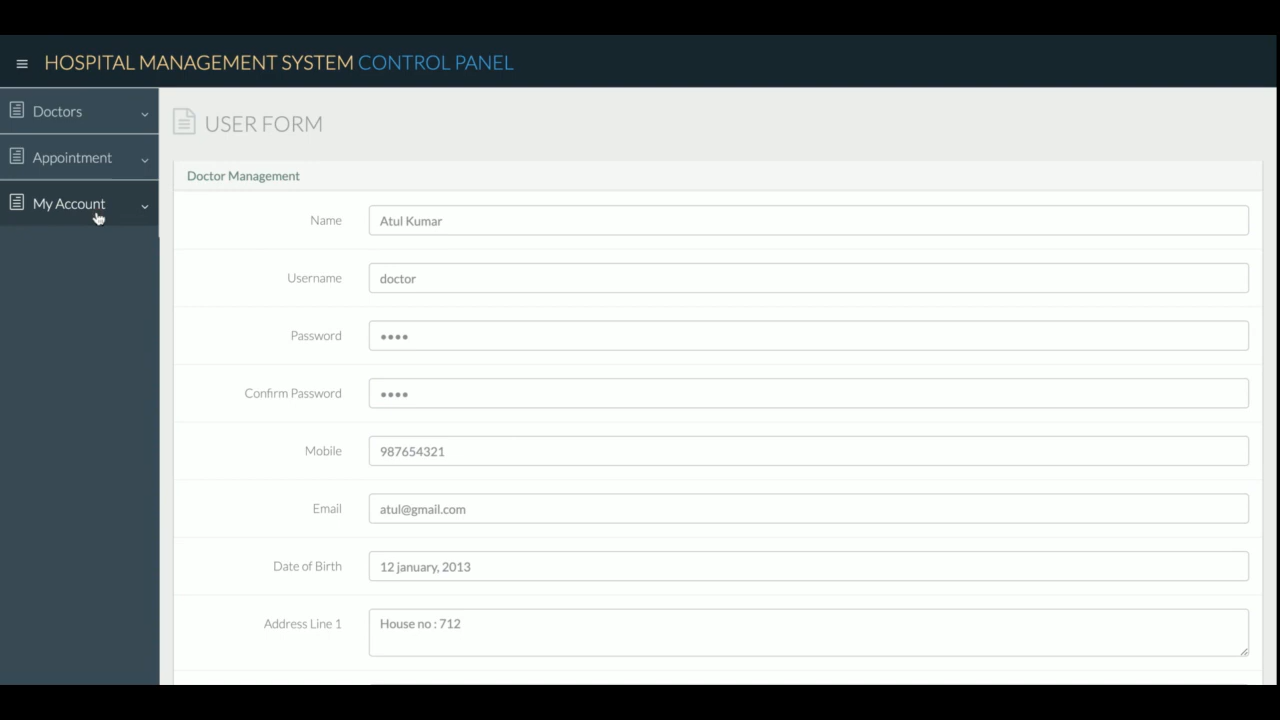 HOSPITAL MANAGEMENT SYSTEM CONTROL PANEL
Doctors
Appointment
My Account
USER FORM
Doctor Management
Name Atul Kumar
Username doctor
Password ••••
Confirm Password ••••
Mobile 987654321
Email atul@gmail.com
Date of Birth 12 january, 2013
Address Line 1 House no : 712